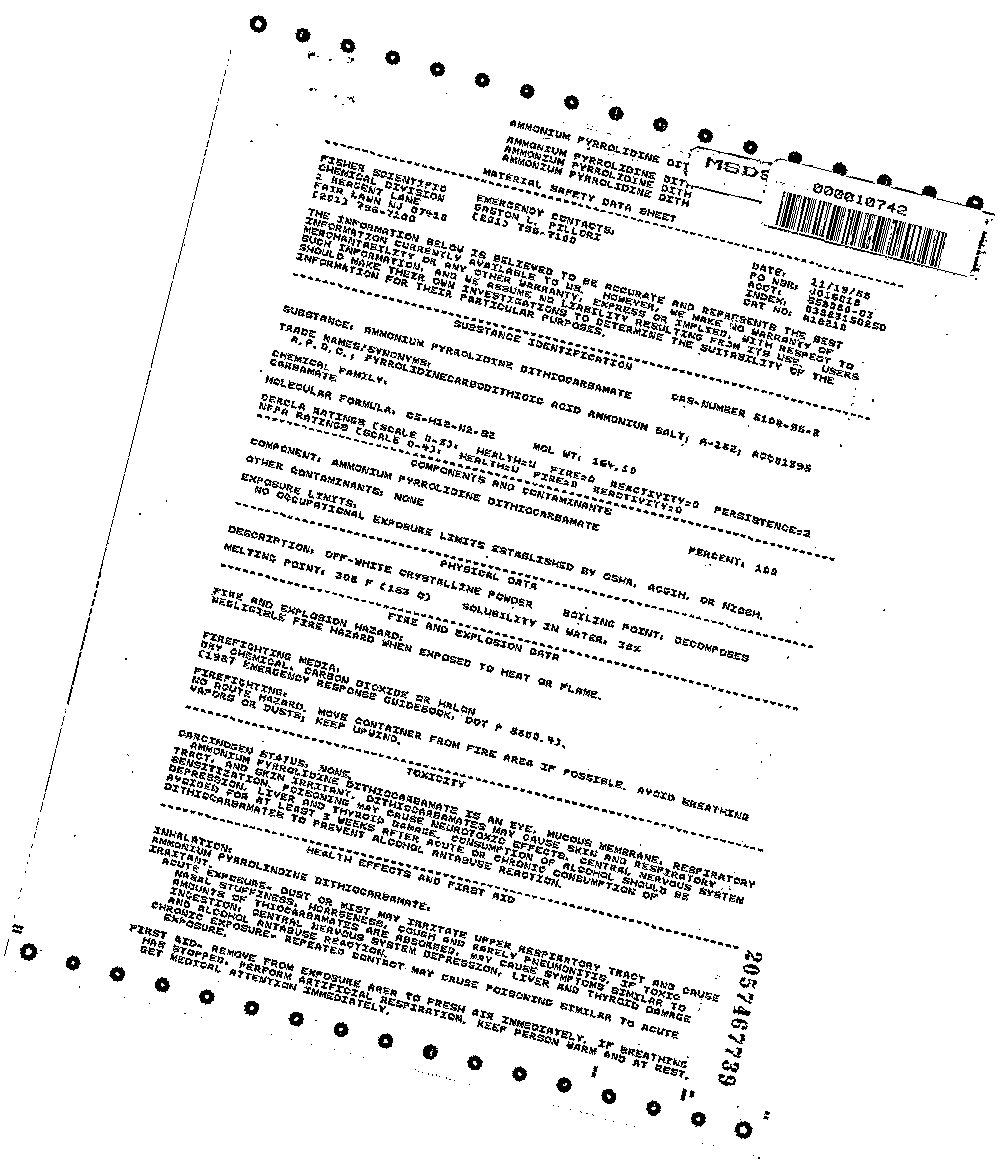 AMMONIUM PYRROLIDINE DIT
AMMONIUM PYRROLIDINE DITH
AMMONIUM PYRROLIDINE DITH
AMMONIUM PYRROLIDINE DITH
MSDS
000010742
MATERIAL SAFETY DATA SHEET
FISHER SCIENTIFIC
CHEMICAL DIVISION
1 REAGENT LANE
FAIR LAWN NJ 07410
(201) 796-7100
EMERGENCY CONTACTS:
GASTON L. PILLORI
(201) 796-7100
DATE: 11/19/88
PO NBR:
ACCT:
INDEX:
CAT NO:
THE INFORMATION BELOW IS BELIEVED TO BE ACCURATE AND REPRESENTS THE BEST
INFORMATION CURRENTLY AVAILABLE TO US. HOWEVER, WE MAKE NO WARRANTY OF
MERCHANTABILITY OR ANY OTHER WARRANTY, EXPRESS OR IMPLIED, WITH RESPECT TO
SUCH INFORMATION, AND WE ASSUME NO LIABILITY RESULTING FROM ITS USE. USERS
SHOULD MAKE THEIR OWN INVESTIGATIONS TO DETERMINE THE SUITABILITY OF THE
INFORMATION FOR THEIR PARTICULAR PURPOSES.
SUBSTANCE IDENTIFICATION
SUBSTANCE: AMMONIUM PYRROLIDINE DITHIOCARBAMATE
CAS-NUMBER 5108-96-3
TRADE NAMES/SYNONYMS:
A.P.D.C.; PYRROLIDINECARBODITHIOIC ACID AMMONIUM SALT; A-182; ACC01395
CHEMICAL FAMILY:
CARBAMATE
MOLECULAR FORMULA: C5-H12-N2-S2 MOL WT: 164.10
CERCLA RATINGS (SCALE 0-3): HEALTH=U FIRE=0 REACTIVITY=0 PERSISTENCE=2
NFPA RATINGS (SCALE 0-4): HEALTH=U FIRE=0 REACTIVITY=0
COMPONENTS AND CONTAMINANTS
COMPONENT: AMMONIUM PYRROLIDINE DITHIOCARBAMATE PERCENT: 100
OTHER CONTAMINANTS: NONE
EXPOSURE LIMITS:
NO OCCUPATIONAL EXPOSURE LIMITS ESTABLISHED BY OSHA, ACGIH, OR NIOSH.
PHYSICAL DATA
DESCRIPTION: OFF-WHITE CRYSTALLINE POWDER BOILING POINT: DECOMPOSES
MELTING POINT: 308 F (153 C) SOLUBILITY IN WATER:
FIRE AND EXPLOSION DATA
FIRE AND EXPLOSION HAZARD:
NEGLIGIBLE FIRE HAZARD WHEN EXPOSED TO HEAT OR FLAME.
FIREFIGHTING MEDIA:
DRY CHEMICAL, CARBON DIOXIDE OR HALON
(1987 EMERGENCY RESPONSE GUIDEBOOK, DOT P 5800.4).
FIREFIGHTING:
NO ACUTE HAZARD. MOVE CONTAINER FROM FIRE AREA IF POSSIBLE. AVOID BREATHING
VAPORS OR DUSTS; KEEP UPWIND.
TOXICITY
CARCINOGEN STATUS: NONE.
AMMONIUM PYRROLIDINE DITHIOCARBAMATE IS AN EYE, MUCOUS MEMBRANE, RESPIRATORY
TRACT, AND SKIN IRRITANT. DITHIOCARBAMATES MAY CAUSE SKIN AND RESPIRATORY
SENSITIZATION. POISONING MAY CAUSE NEUROTOXIC EFFECTS, CENTRAL NERVOUS SYSTEM
DEPRESSION, LIVER AND THYROID DAMAGE. CONSUMPTION OF ALCOHOL SHOULD BE
AVOIDED FOR AT LEAST 3 WEEKS AFTER ACUTE OR CHRONIC CONSUMPTION OF
DITHIOCARBAMATES TO PREVENT ALCOHOL ANTABUSE REACTION.
HEALTH EFFECTS AND FIRST AID
INHALATION:
AMMONIUM PYRROLINDINE DITHIOCARBAMATE:
IRRITANT.
ACUTE EXPOSURE- DUST OR MIST MAY IRRITATE UPPER RESPIRATORY TRACT AND CAUSE
NASAL STUFFINESS, HOARSENESS, COUGH AND RARELY PNEUMONITIS. IF TOXIC
AMOUNTS OF THIOCARBAMATES ARE ABSORBED, MAY CAUSE SYMPTOMS SIMILAR TO
INGESTION, CENTRAL NERVOUS SYSTEM DEPRESSION, LIVER AND THYROID DAMAGE
AND ALCOHOL ANTABUSE REACTION.
CHRONIC EXPOSURE- REPEATED CONTACT MAY CAUSE POISONING SIMILAR TO ACUTE
EXPOSURE.
FIRST AID- REMOVE FROM EXPOSURE AREA TO FRESH AIR IMMEDIATELY. IF BREATHING
HAS STOPPED, PERFORM ARTIFICIAL RESPIRATION. KEEP PERSON WARM AND AT REST.
GET MEDICAL ATTENTION IMMEDIATELY.
2057467739